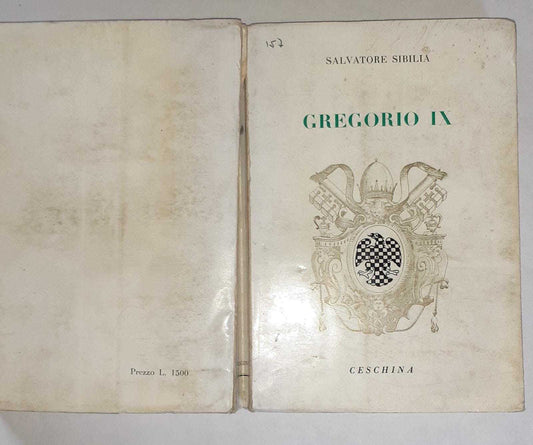 157
SALVATORE SIBILIA
GREGORIO IX
CESCHINA
Prezzo L. 1500